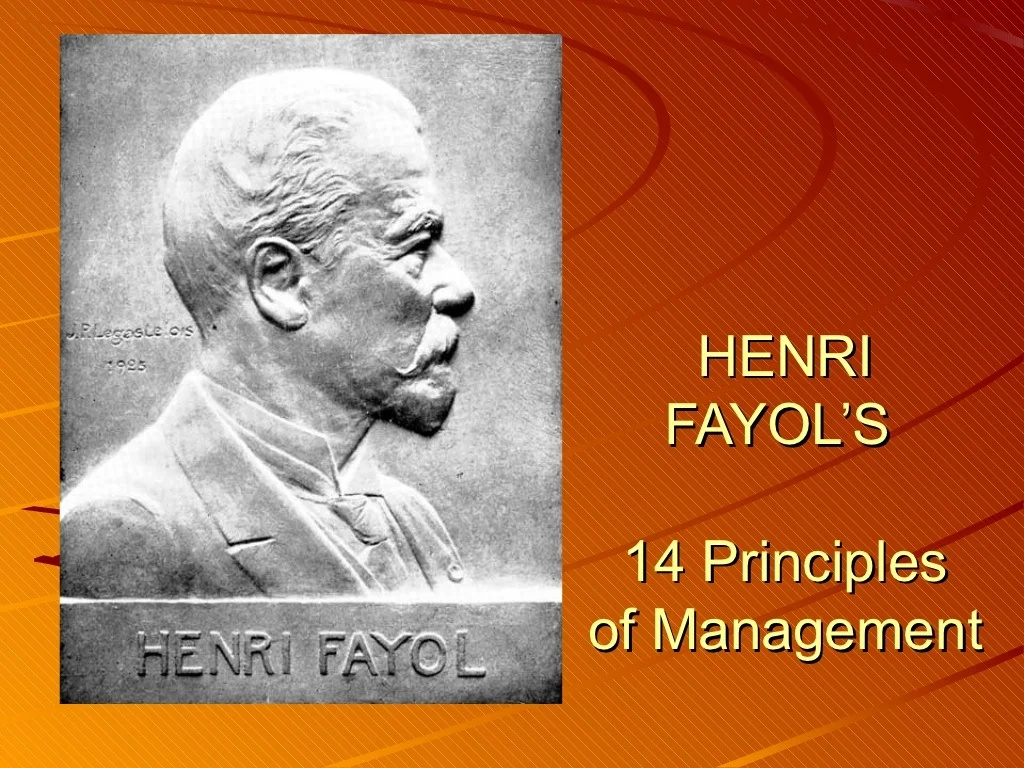 J.P. Legastelois
1925
HENRI FAYOL
HENRI
FAYOL’S
14 Principles
of Management